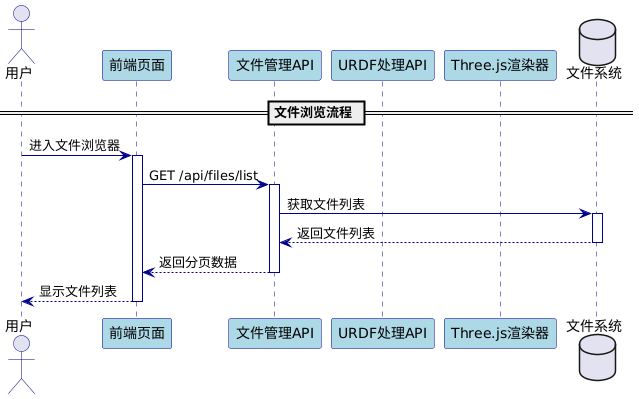 用户
前端页面
文件管理API
URDF处理API
Three.js渲染器
文件系统
文件浏览流程
进入文件浏览器
GET /api/files/list
获取文件列表
返回文件列表
返回分页数据
显示文件列表
用户
前端页面
文件管理API
URDF处理API
Three.js渲染器
文件系统